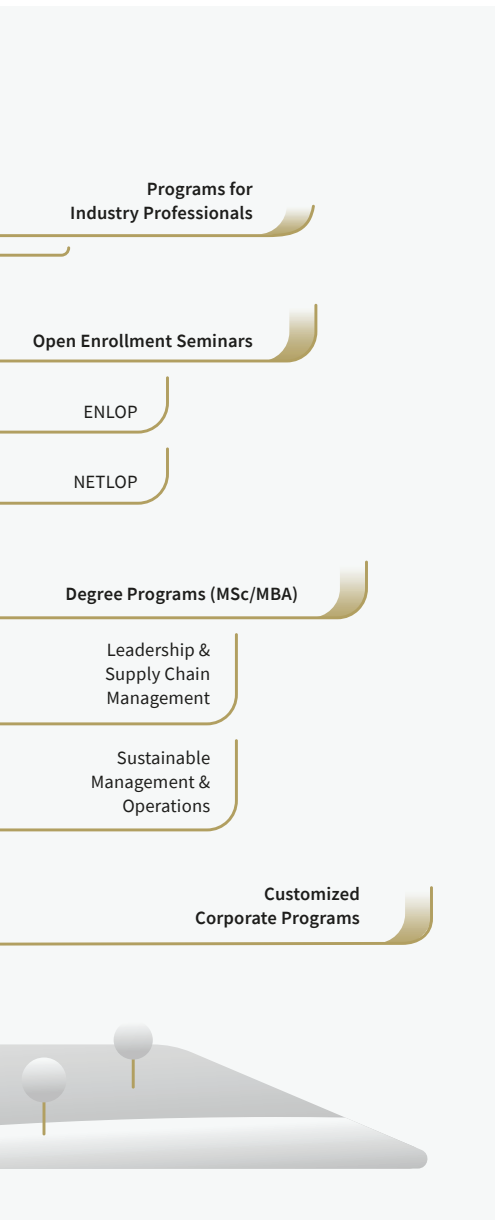 Programs for
Industry Professionals
Open Enrollment Seminars
ENLOP
NETLOP
Degree Programs (MSc/MBA)
Leadership &
Supply Chain
Management
Sustainable
Management &
Operations
Customized
Corporate Programs